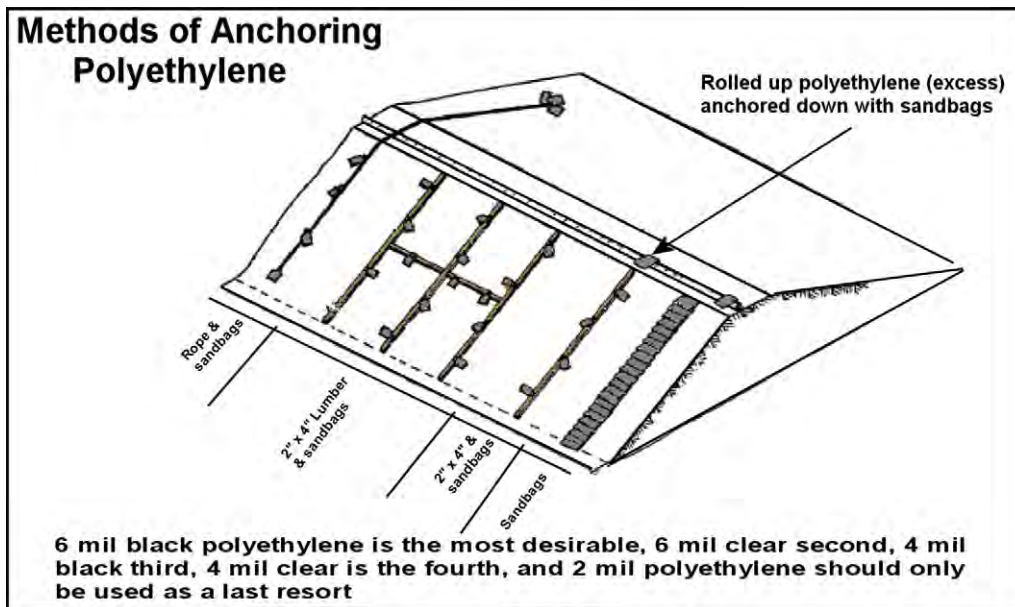 Methods of Anchoring
Polyethylene
Rolled up polyethylene (excess)
anchored down with sandbags
Rope &
sandbags
2" x 4" Lumber
& sandbags
2" x 4" &
sandbags
Sandbags
6 mil black polyethylene is the most desirable, 6 mil clear second, 4 mil
black third, 4 mil clear is the fourth, and 2 mil polyethylene should only
be used as a last resort